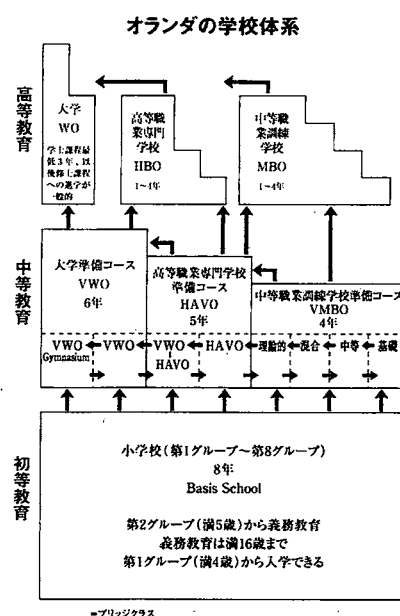 オランダの学校体系
高等教育
大学
WO
学士課程最
低3年、以
後修士課程
への進学が
一般的
高等職
業専門
学校
HBO
1〜4年
中等職
業訓練
学校
MBO
1〜4年
中等教育
大学準備コース
VWO
6年
高等職業専門学校
準備コース
HAVO
5年
中等職業訓練学校準備コース
VMBO
4年
VWO
Gymnasium
VWO
VWO
HAVO
HAVO
理論的
混合
中等
基礎
初等教育
小学校(第1グループ〜第8グループ)
8年
Basis School
第2グループ(満5歳)から義務教育
義務教育は満16歳まで
第1グループ(満4歳)から入学できる
=ブリッジクラス